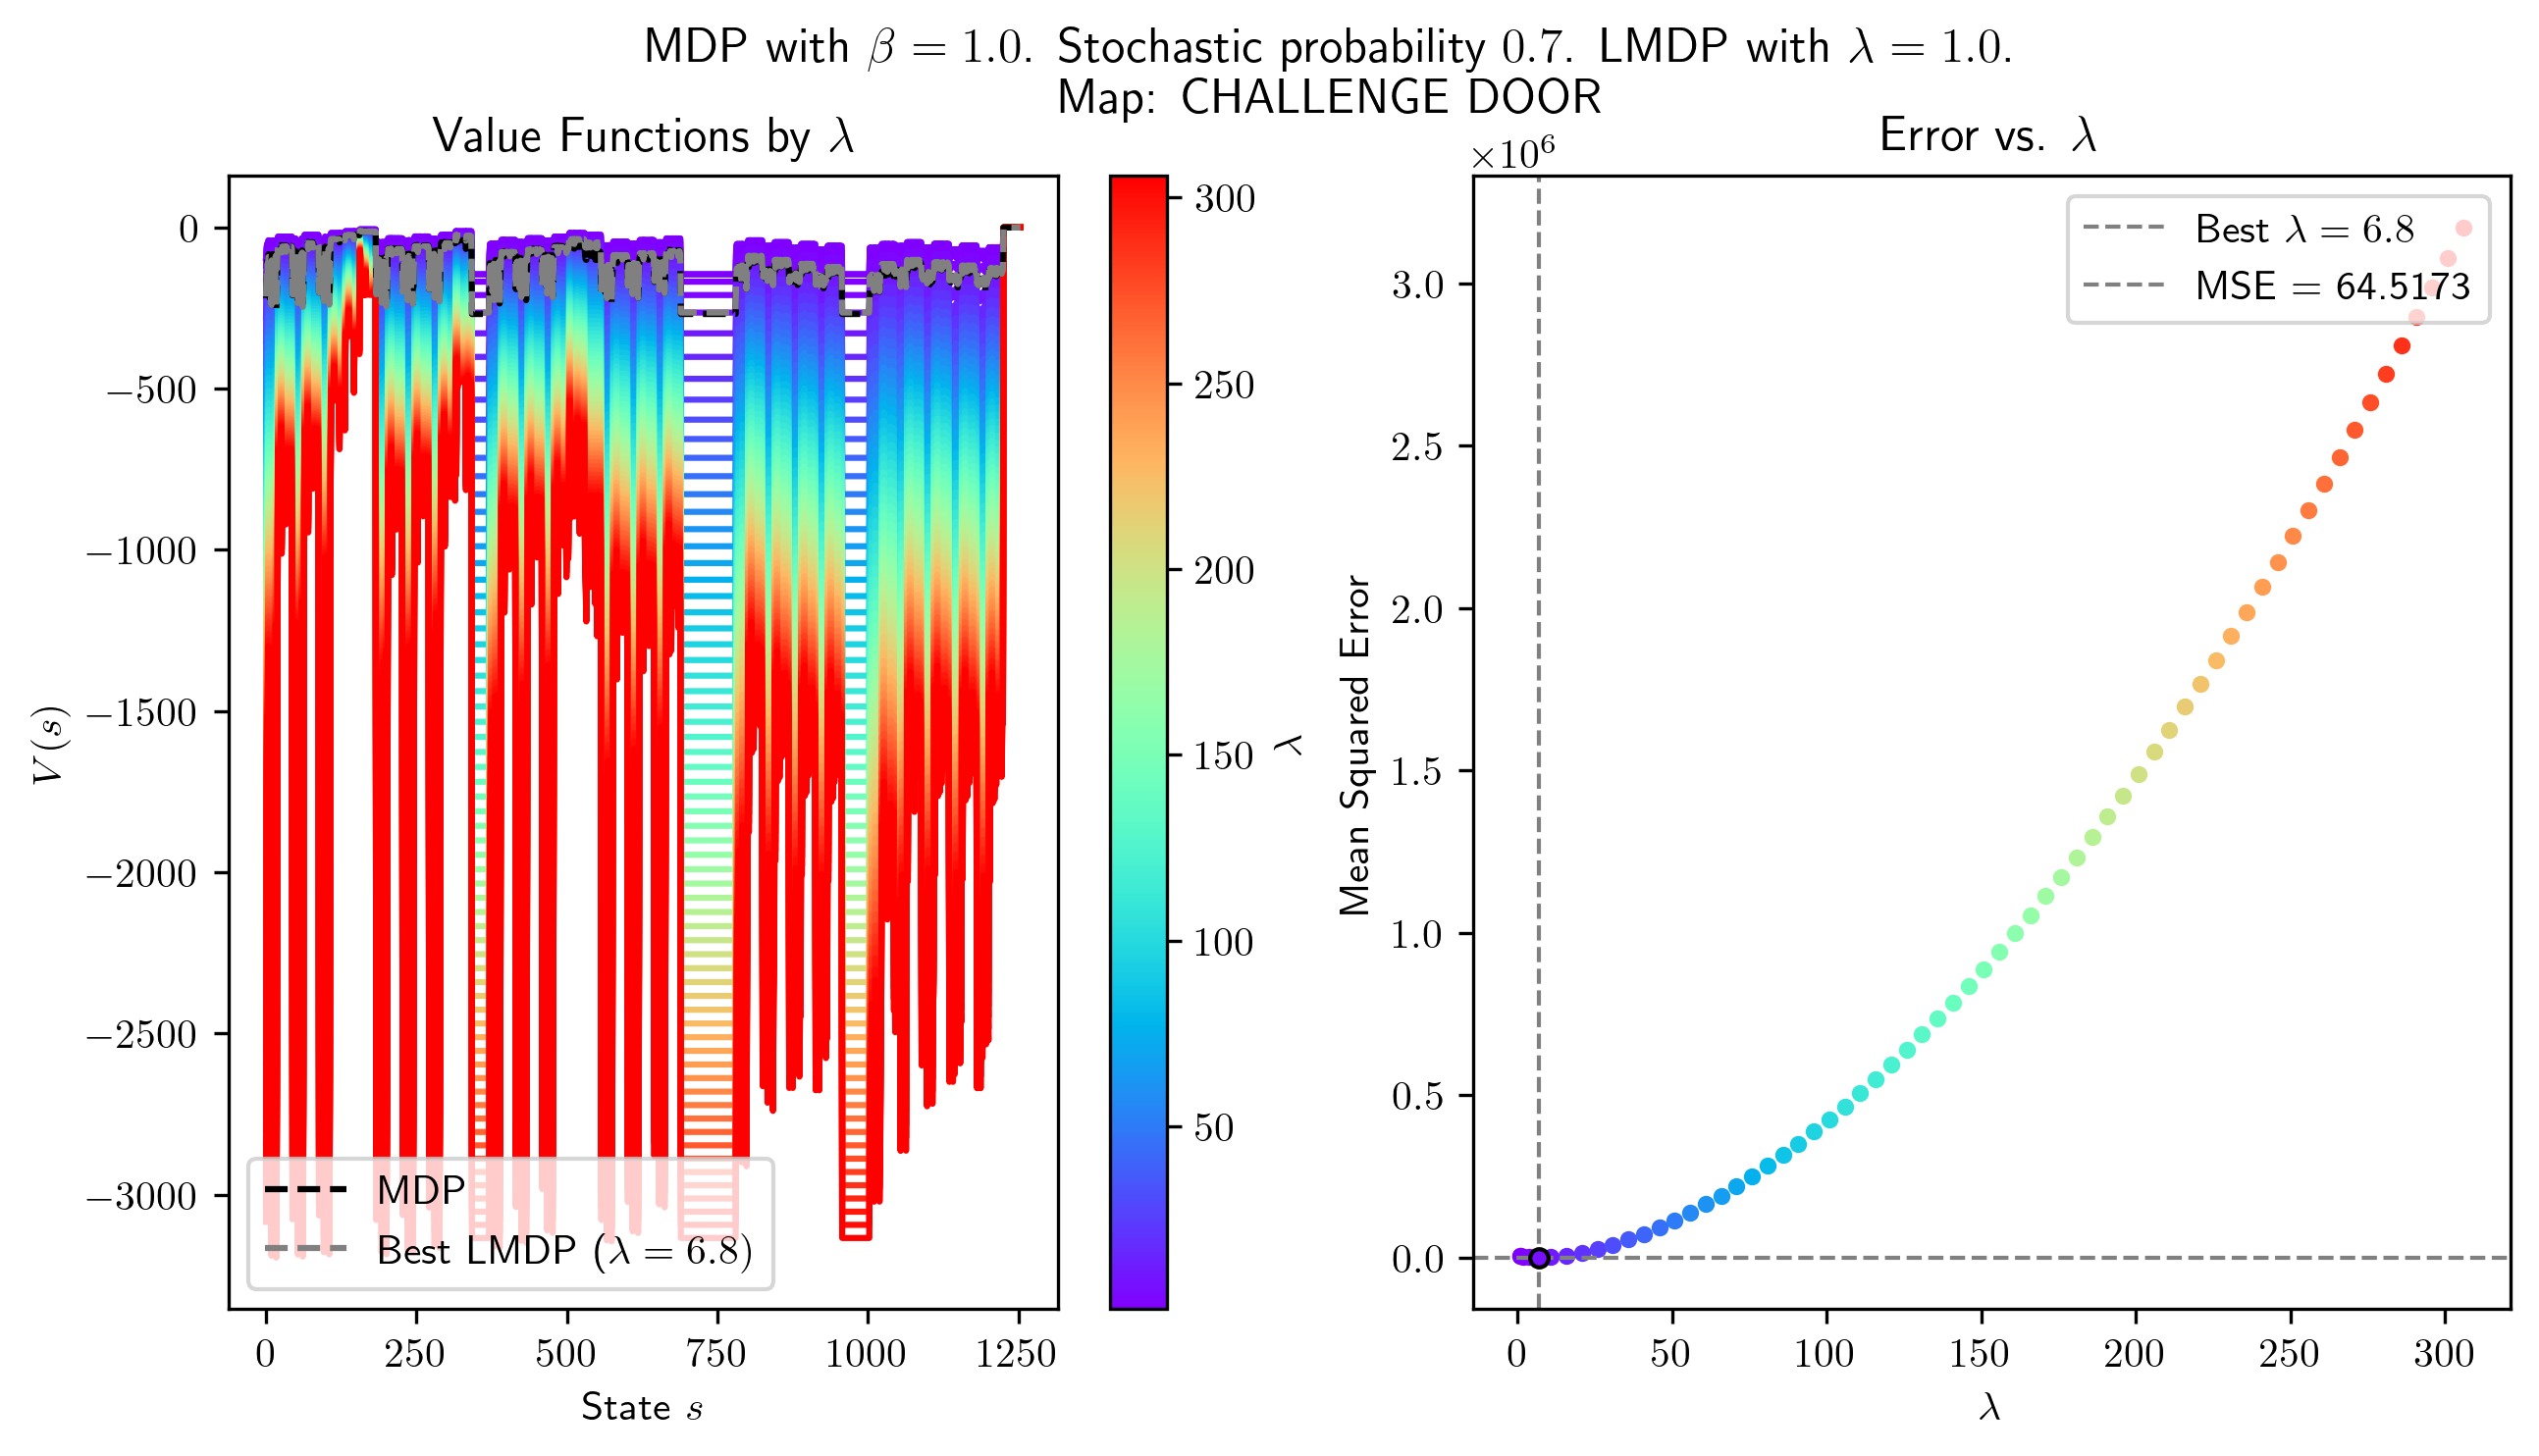 MDP with β = 1.0. Stochastic probability 0.7. LMDP with λ = 1.0.
Map: CHALLENGE DOOR
Value Functions by λ
0
−500
−1000
−1500
−2000
−2500
−3000
V(s)
MDP
Best LMDP (λ = 6.8)
0 250 500 750 1000 1250
State s
300
250
200
150
100
50
λ
Error vs. λ
×10⁶
3.0
2.5
2.0
1.5
1.0
0.5
0.0
Mean Squared Error
Best λ = 6.8
MSE = 64.5173
0 50 100 150 200 250 300
λ